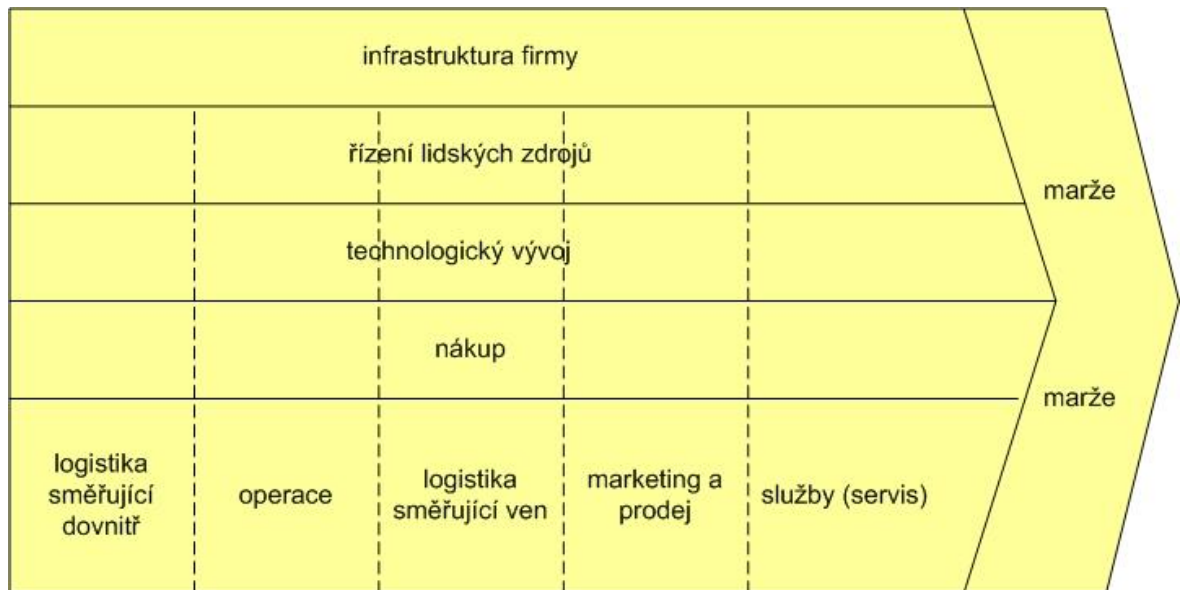 infrastruktura firmy
řízení lidských zdrojů
marže
technologický vývoj
nákup
marže
logistika
směřující
dovnitř
operace
logistika
směřující ven
marketing a
prodej
služby (servis)